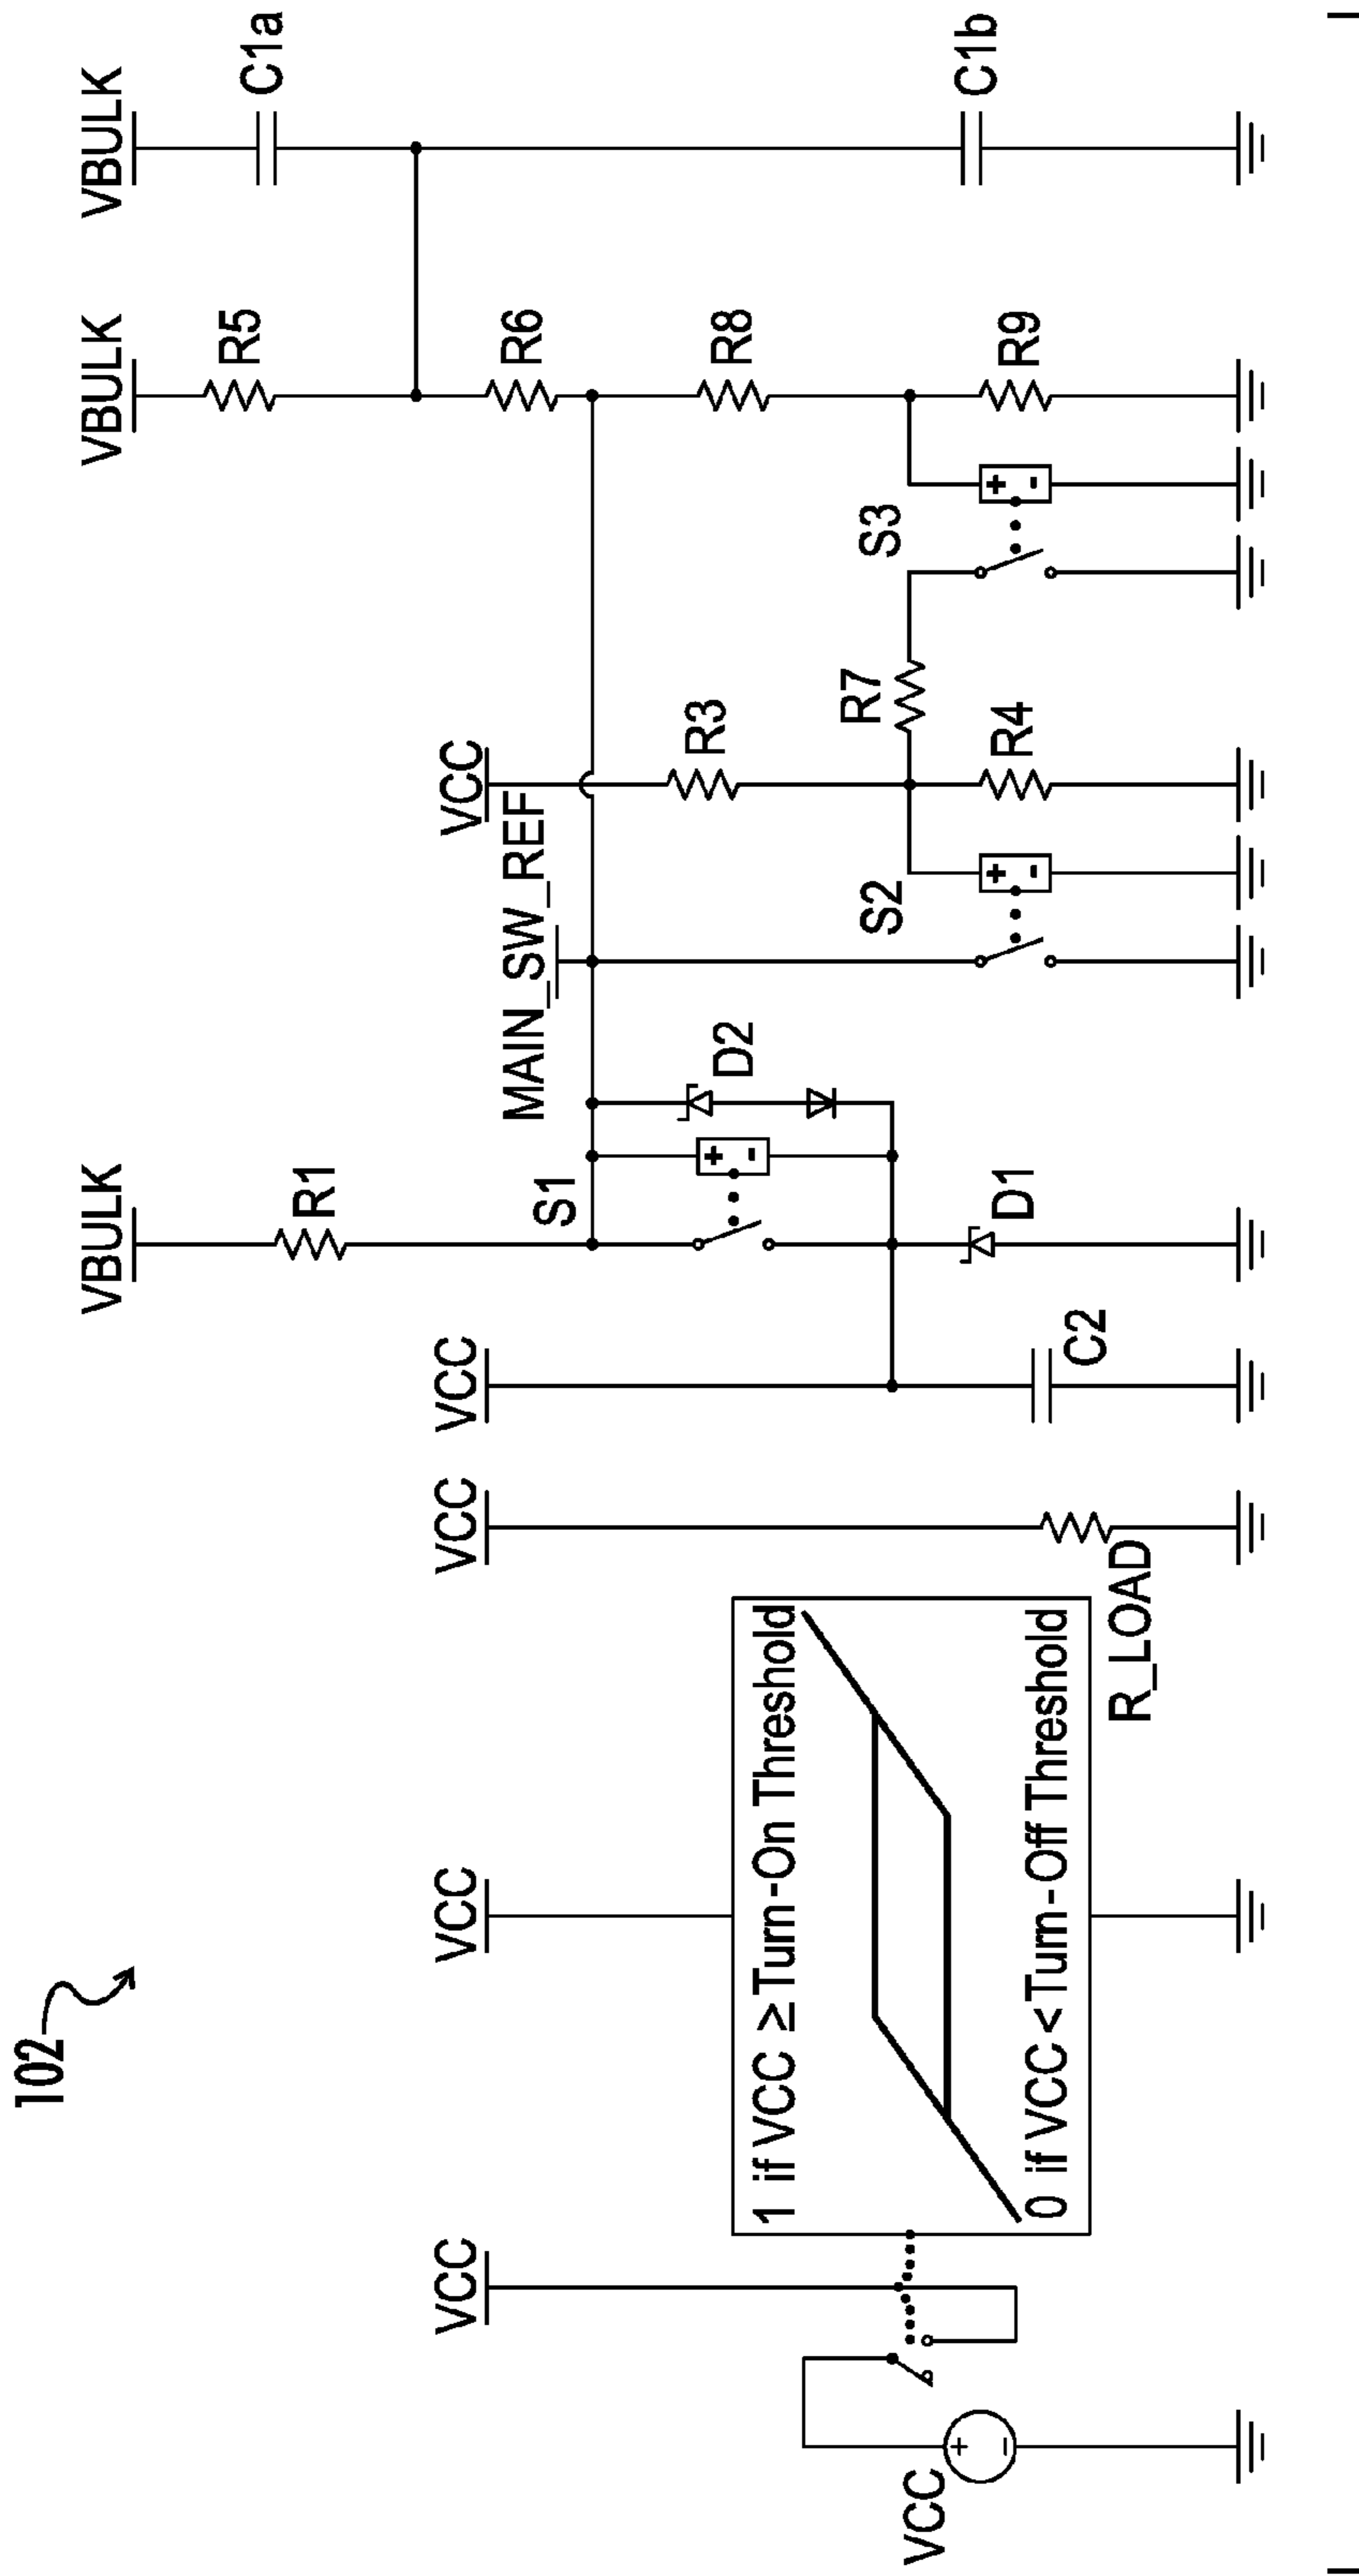 102
VCC
VCC
1 if VCC ≥ Turn-On Threshold
0 if VCC < Turn-Off Threshold
VCC
VCC
R_LOAD
VCC
C2
VBULK
R1
S1
D1
D2
MAIN_SW_REF
S2
VCC
R3
R4
R7
S3
VBULK
R5
R6
R8
R9
VBULK
C1a
C1b